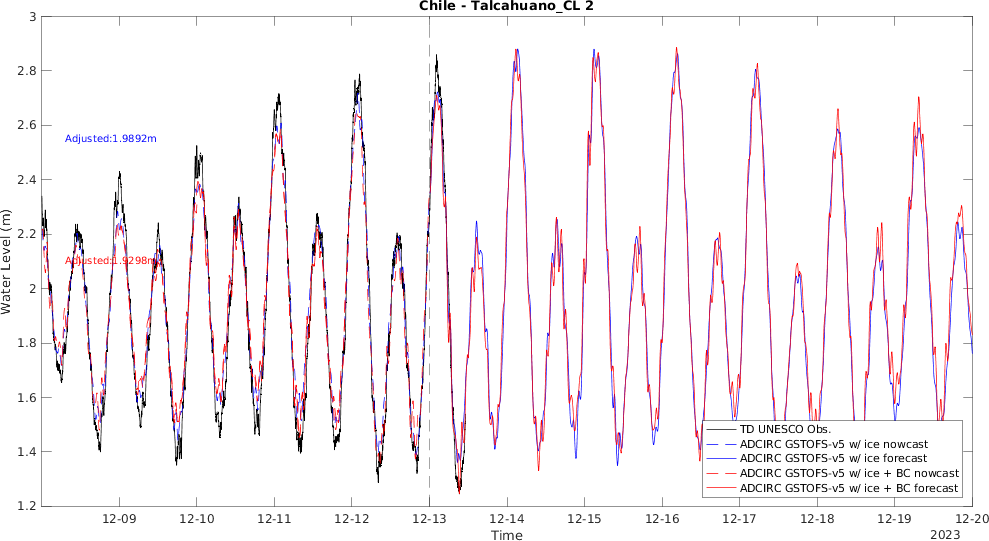 Chile - Talcahuano_CL 2
3
2.8
2.6
2.4
2.2
2
1.8
1.6
1.4
1.2
Water Level (m)
Adjusted:1.9892m
Adjusted:1.9298m
TD UNESCO Obs.
ADCIRC GSTOFS-v5 w/ ice nowcast
ADCIRC GSTOFS-v5 w/ ice forecast
ADCIRC GSTOFS-v5 w/ ice + BC nowcast
ADCIRC GSTOFS-v5 w/ ice + BC forecast
12-09 12-10 12-11 12-12 12-13 12-14 12-15 12-16 12-17 12-18 12-19 12-20
Time
2023